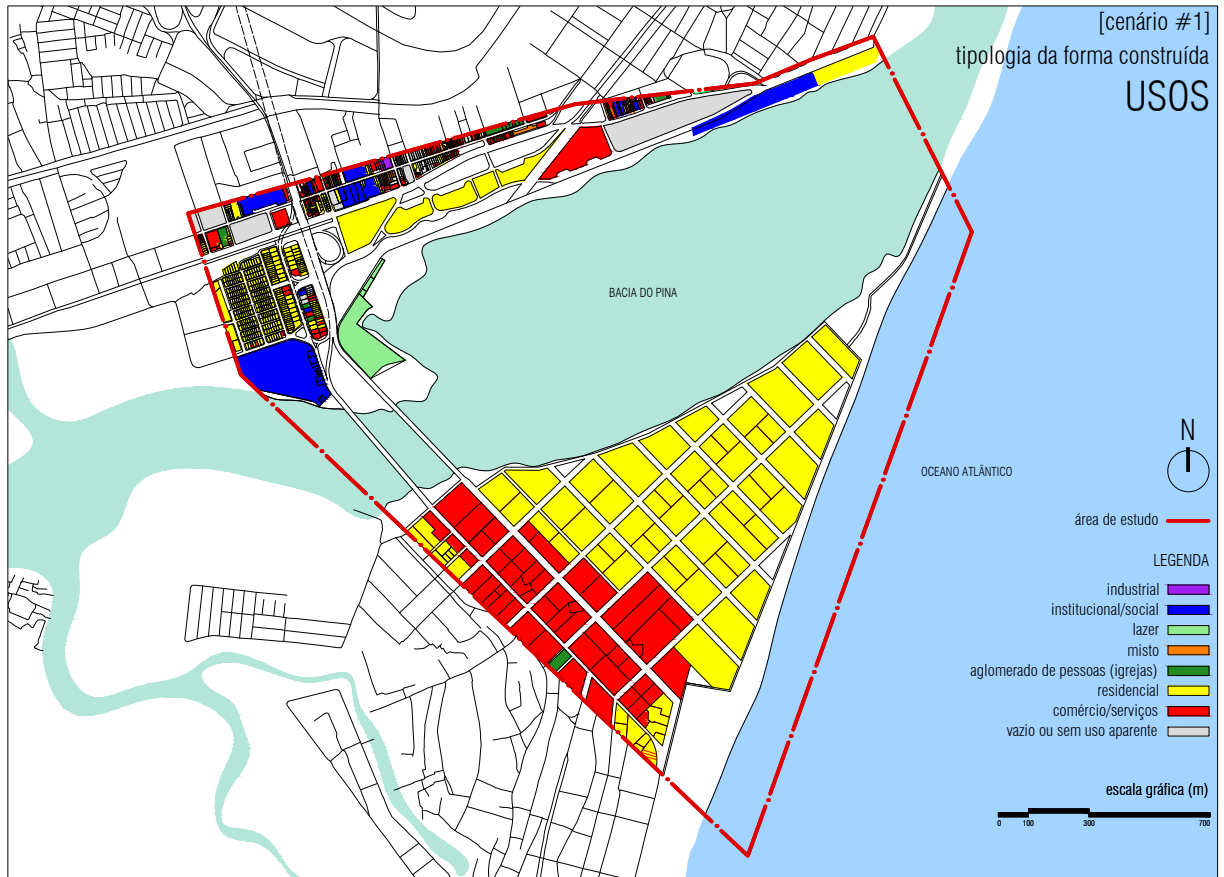 [cenário #1]
tipologia da forma construída
USOS
BACIA DO PINA
OCEANO ATLÂNTICO
N
área de estudo
LEGENDA
industrial
institucional/social
lazer
misto
aglomerado de pessoas (igrejas)
residencial
comércio/serviços
vazio ou sem uso aparente
escala gráfica (m)
0 100 300 700